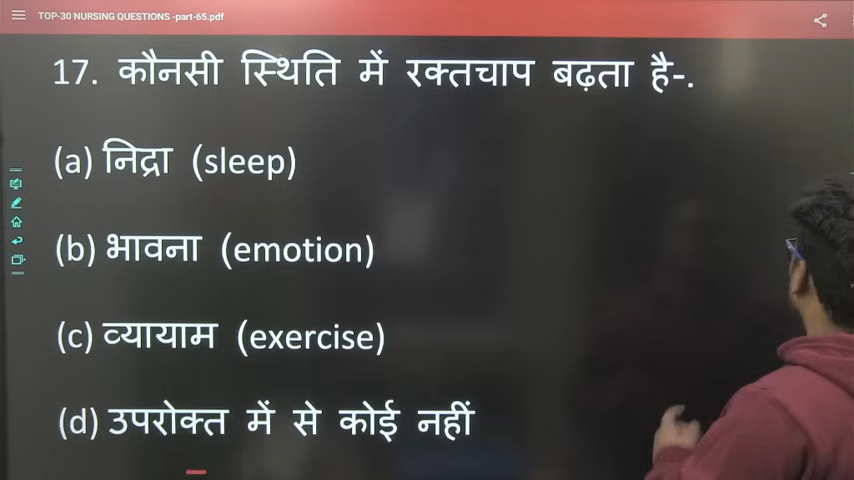 TOP-30 NURSING QUESTIONS -part-65.pdf
17. कौनसी स्थिति में रक्तचाप बढ़ता है-.
(a) निद्रा (sleep)
(b) भावना (emotion)
(c) व्यायाम (exercise)
(d) उपरोक्त में से कोई नहीं